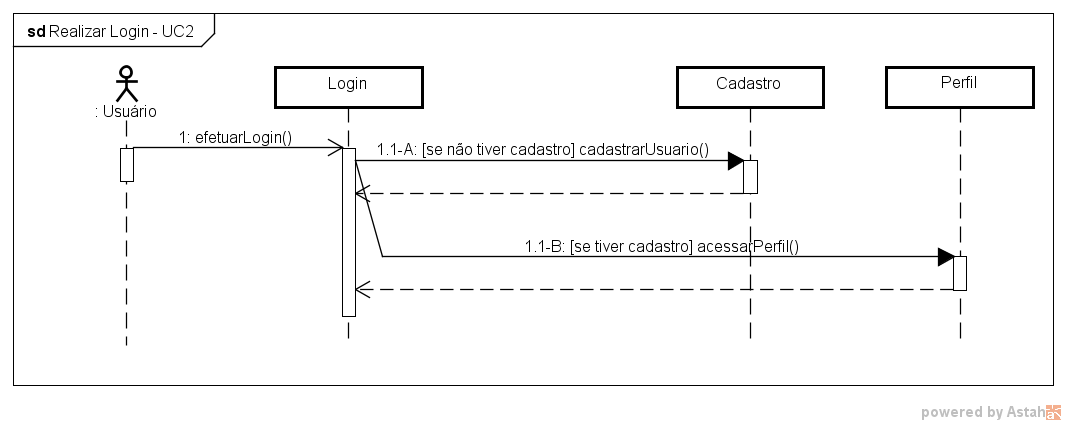 sd Realizar Login - UC2
: Usuário
Login
Cadastro
Perfil
1: efetuarLogin()
1.1-A: [se não tiver cadastro] cadastrarUsuario()
1.1-B: [se tiver cadastro] acessarPerfil()
powered by Astah